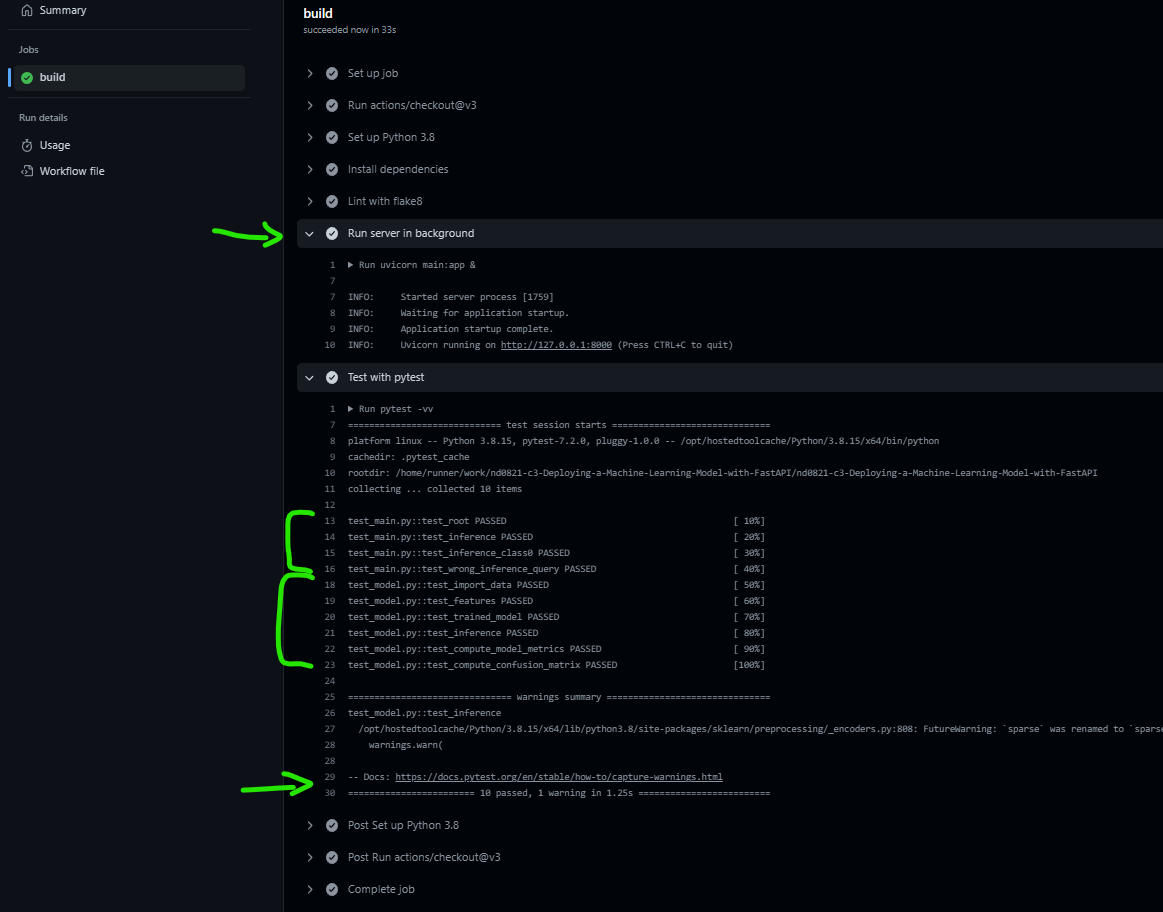 Summary
Jobs
build
Run details
Usage
Workflow file
build
succeeded now in 33s
Set up job
Run actions/checkout@v3
Set up Python 3.8
Install dependencies
Lint with flake8
Run server in background
1 Run uvicorn main:app &
7
7 INFO: Started server process [1759]
8 INFO: Waiting for application startup.
9 INFO: Application startup complete.
10 INFO: Uvicorn running on http://127.0.0.1:8000 (Press CTRL+C to quit)
Test with pytest
1 Run pytest -vv
7 ============================= test session starts ==============================
8 platform linux -- Python 3.8.15, pytest-7.2.0, pluggy-1.0.0 -- /opt/hostedtoolcache/Python/3.8.15/x64/bin/python
9 cachedir: .pytest_cache
10 rootdir: /home/runner/work/nd0821-c3-Deploying-a-Machine-Learning-Model-with-FastAPI/nd0821-c3-Deploying-a-Machine-Learning-Model-with-FastAPI
11 collecting ... collected 10 items
12
13 test_main.py::test_root PASSED [ 10%]
14 test_main.py::test_inference PASSED [ 20%]
15 test_main.py::test_inference_class0 PASSED [ 30%]
16 test_main.py::test_wrong_inference_query PASSED [ 40%]
18 test_model.py::test_import_data PASSED [ 50%]
19 test_model.py::test_features PASSED [ 60%]
20 test_model.py::test_trained_model PASSED [ 70%]
21 test_model.py::test_inference PASSED [ 80%]
22 test_model.py::test_compute_model_metrics PASSED [ 90%]
23 test_model.py::test_compute_confusion_matrix PASSED [100%]
24
25 =============================== warnings summary ===============================
26 test_model.py::test_inference
27 /opt/hostedtoolcache/Python/3.8.15/x64/lib/python3.8/site-packages/sklearn/preprocessing/_encoders.py:808: FutureWarning: `sparse` was renamed to `sparse
28 warnings.warn(
28
29 -- Docs: https://docs.pytest.org/en/stable/how-to/capture-warnings.html
30 ======================== 10 passed, 1 warning in 1.25s =========================
Post Set up Python 3.8
Post Run actions/checkout@v3
Complete job